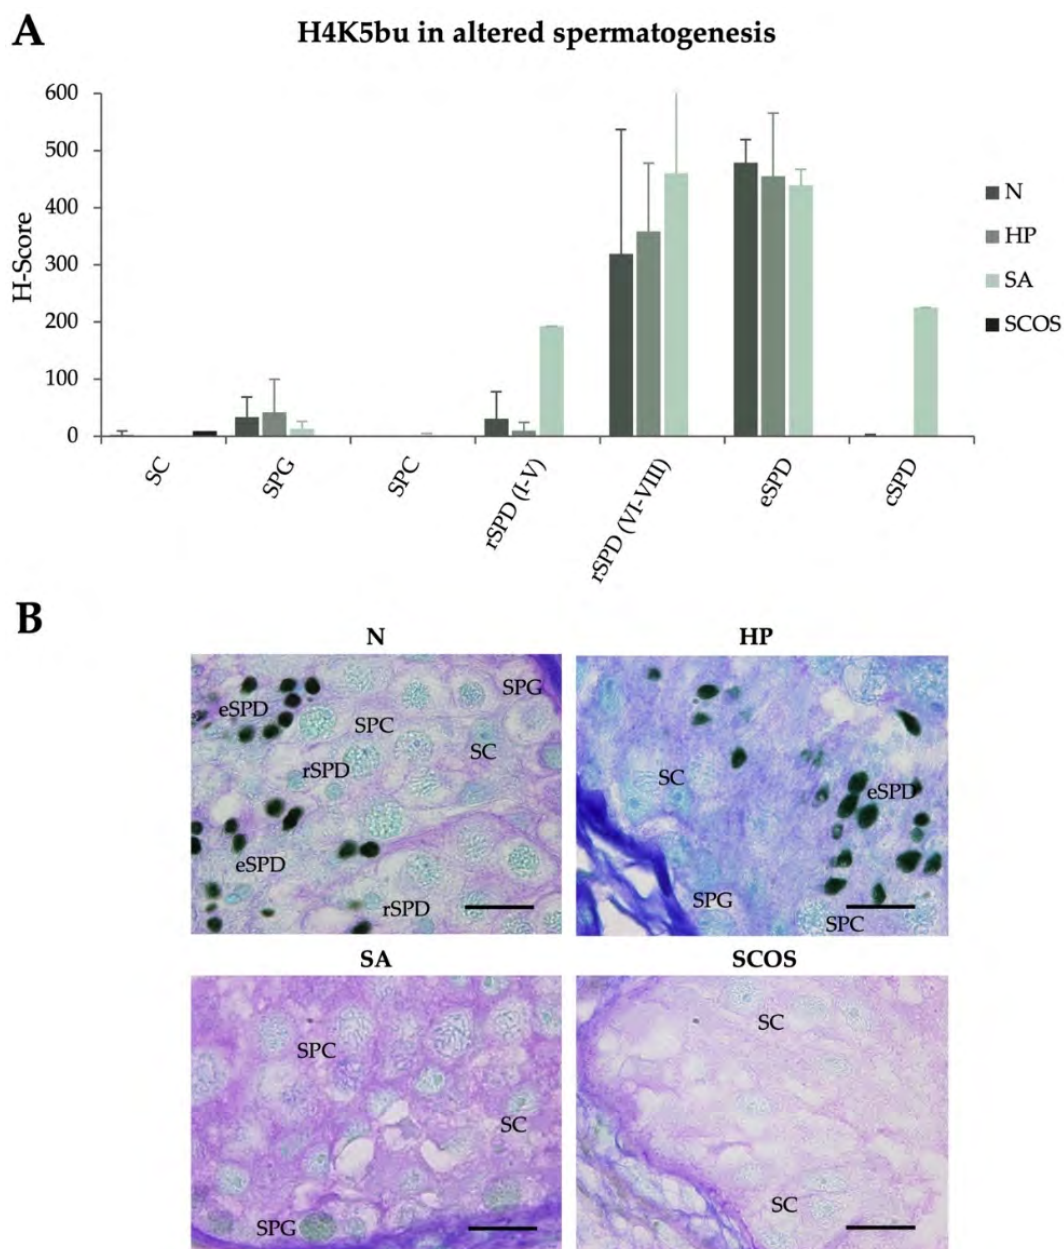 A
H4K5bu in altered spermatogenesis
600
500
400
300
200
100
0
H-Score
N
HP
SA
SCOS
SC
SPG
SPC
rSPD (I-V)
rSPD (VI-VIII)
eSPD
cSPD
B
N
HP
SPG
eSPD
SPC
SC
rSPD
eSPD
rSPD
SC
eSPD
SPG
SPC
SA
SCOS
SPC
SC
SPG
SC
SC